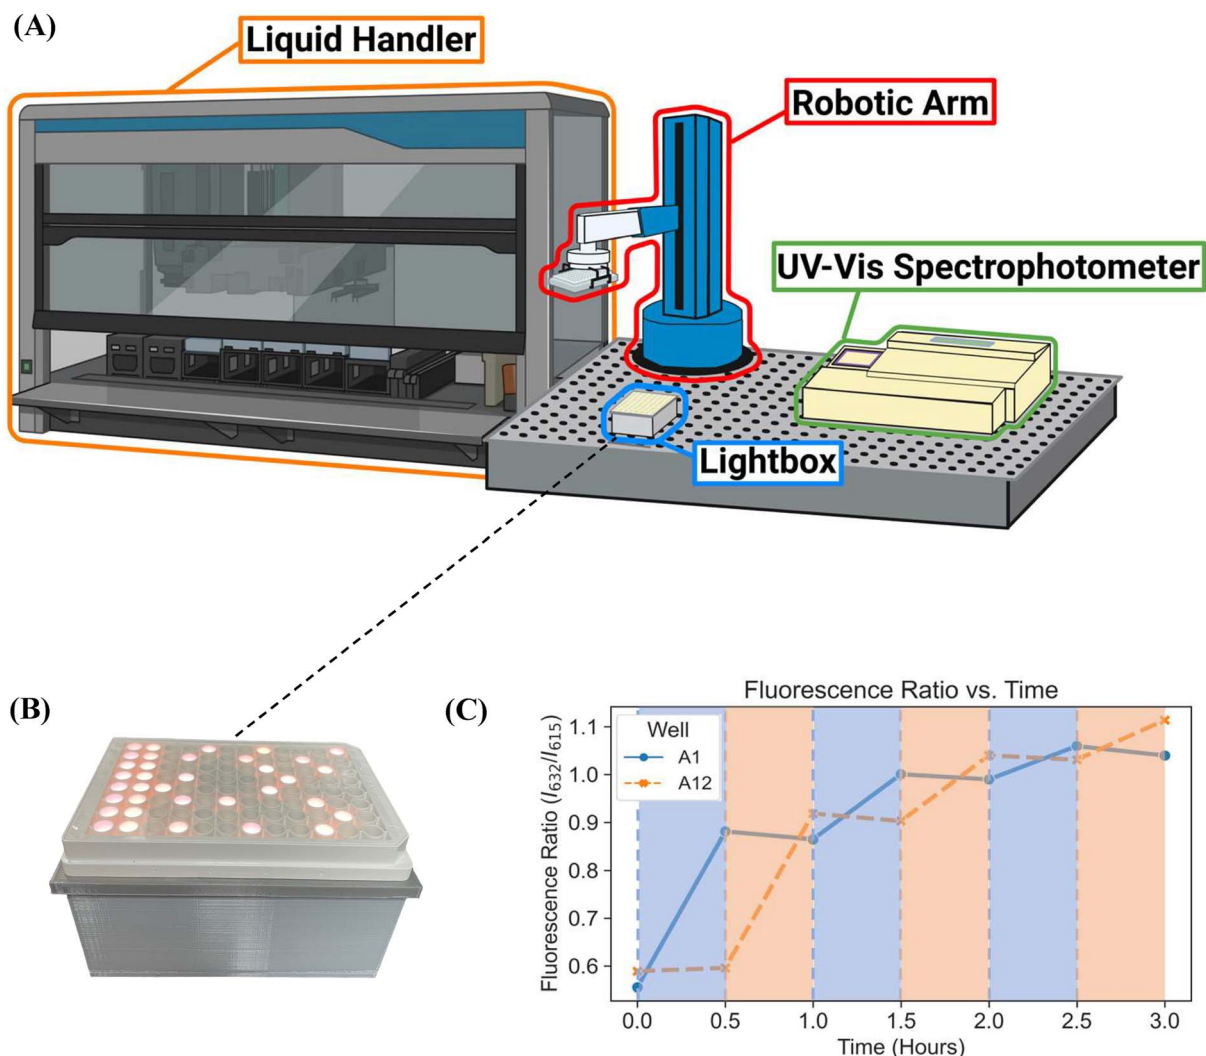 (A)
Liquid Handler
Robotic Arm
UV-Vis Spectrophotometer
Lightbox
(B)
(C)
Fluorescence Ratio vs. Time
Fluorescence Ratio (I632/I615)
1.1
1.0
0.9
0.8
0.7
0.6
Well
A1
A12
0.0 0.5 1.0 1.5 2.0 2.5 3.0
Time (Hours)